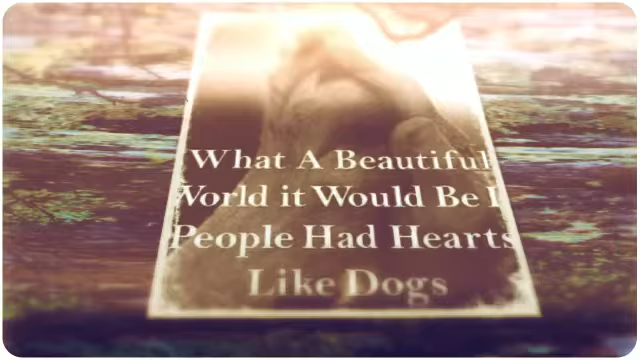 What A Beautiful
World it Would Be
People Had Hearts
Like Dogs